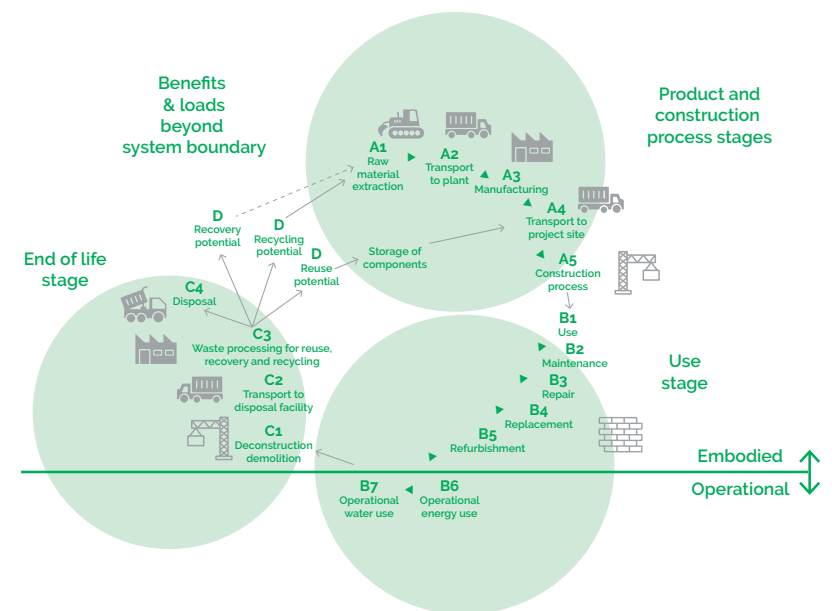 Benefits
& loads
beyond
system boundary
Product and
construction
process stages
A1
Raw
material
extraction
A2
Transport
to plant
A3
Manufacturing
A4
Transport to
project site
A5
Construction
process
D
Recovery
potential
D
Recycling
potential
D
Reuse
potential
Storage of
components
End of life
stage
C4
Disposal
C3
Waste processing for reuse,
recovery and recycling
C2
Transport to
disposal facility
C1
Deconstruction
demolition
B1
Use
B2
Maintenance
B3
Repair
B4
Replacement
B5
Refurbishment
Use
stage
Embodied
Operational
B7
Operational
water use
B6
Operational
energy use